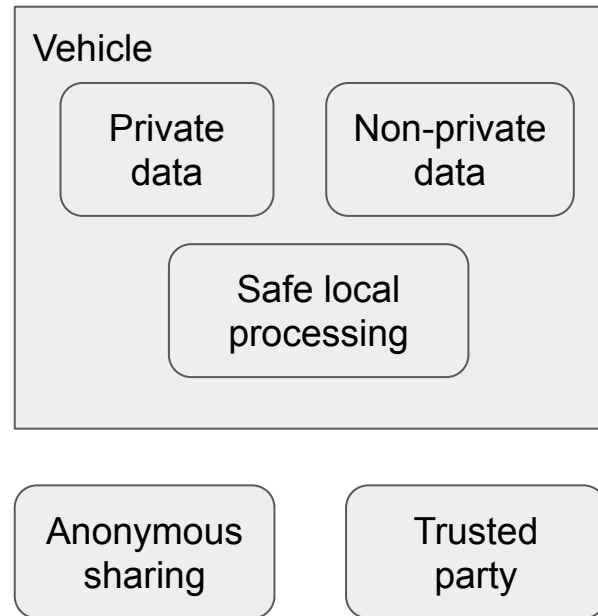 Vehicle
Private
data
Non-private
data
Safe local
processing
Anonymous
sharing
Trusted
party